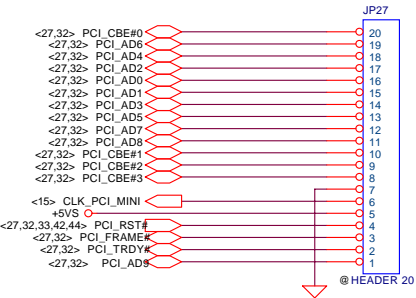 JP27
<27,32> PCI_CBE#0 20
<27,32> PCI_AD6 19
<27,32> PCI_AD4 18
<27,32> PCI_AD2 17
<27,32> PCI_AD0 16
<27,32> PCI_AD1 15
<27,32> PCI_AD3 14
<27,32> PCI_AD5 13
<27,32> PCI_AD7 12
<27,32> PCI_AD8 11
<27,32> PCI_CBE#1 10
<27,32> PCI_CBE#2 9
<27,32> PCI_CBE#3 8
7
<15> CLK_PCI_MINI 6
+5VS 5
<27,32,33,42,44> PCI_RST# 4
<27,32> PCI_FRAME# 3
<27,32> PCI_TRDY# 2
<27,32> PCI_AD9 1
@HEADER 20